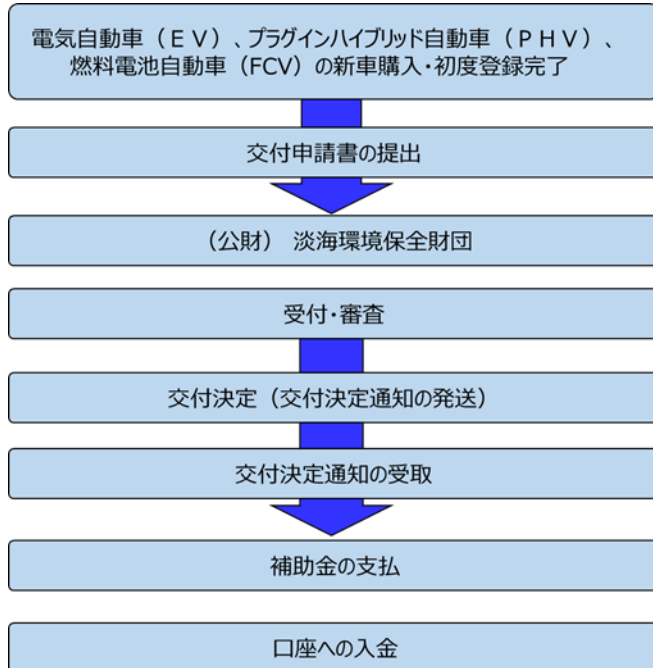 電気自動車（ＥＶ）、プラグインハイブリッド自動車（ＰＨＶ）、
燃料電池自動車（FCV）の新車購入・初度登録完了
交付申請書の提出
（公財） 淡海環境保全財団
受付・審査
交付決定（交付決定通知の発送）
交付決定通知の受取
補助金の支払
口座への入金